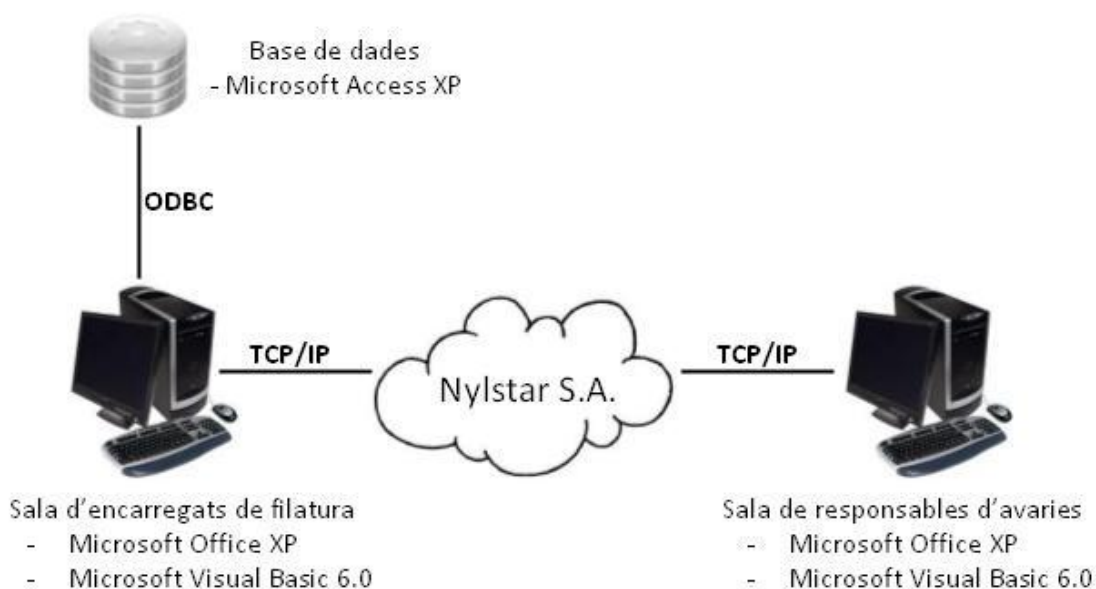 Base de dades
- Microsoft Access XP
ODBC
TCP/IP
Nylstar S.A.
TCP/IP
Sala d'encarregats de filatura
- Microsoft Office XP
- Microsoft Visual Basic 6.0
Sala de responsables d'avaries
- Microsoft Office XP
- Microsoft Visual Basic 6.0